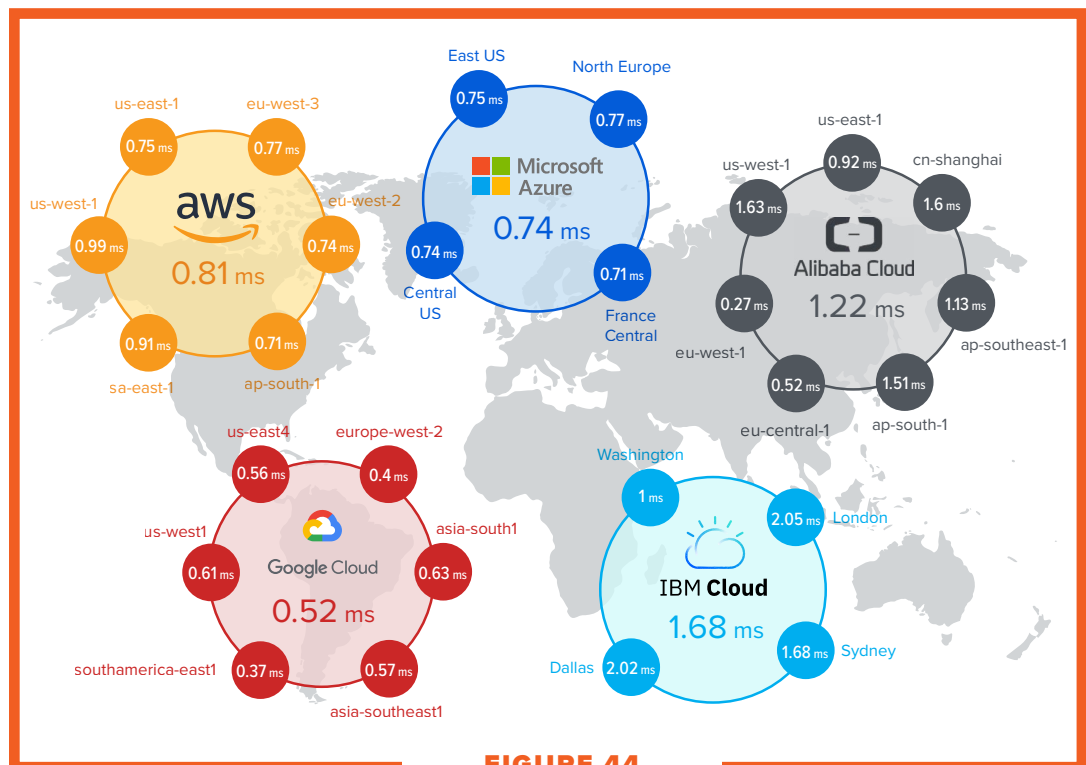 East US
North Europe
0.75 ms
0.77 ms
Microsoft
Azure
0.74 ms
0.74 ms
0.71 ms
Central
US
France
Central
us-east-1
eu-west-3
0.75 ms
0.77 ms
us-west-1
eu-west-2
aws
0.99 ms
0.74 ms
0.81 ms
0.91 ms
0.71 ms
sa-east-1
ap-south-1
us-east-1
0.92 ms
us-west-1
cn-shanghai
1.63 ms
1.6 ms
Alibaba Cloud
1.22 ms
0.27 ms
1.13 ms
eu-west-1
ap-southeast-1
0.52 ms
1.51 ms
eu-central-1
ap-south-1
us-east4
europe-west-2
0.56 ms
0.4 ms
us-west1
asia-south1
Google Cloud
0.61 ms
0.63 ms
0.52 ms
southamerica-east1
0.37 ms
0.57 ms
asia-southeast1
Washington
1 ms
2.05 ms
London
IBM Cloud
1.68 ms
Dallas
2.02 ms
1.68 ms
Sydney
FIGURE 44